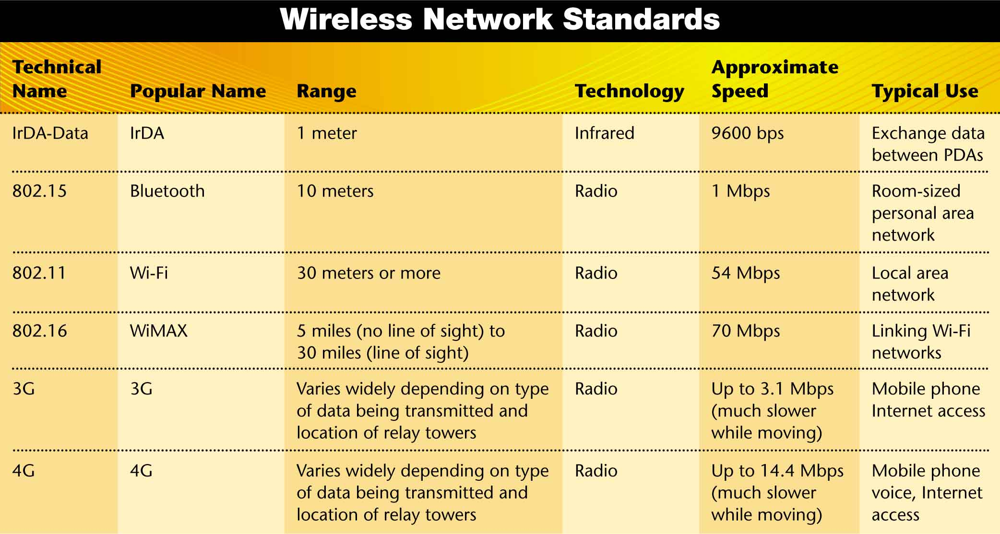 Wireless Network Standards
Technical
Name
Popular Name
Range
Technology
Approximate
Speed
Typical Use
IrDA-Data
IrDA
1 meter
Infrared
9600 bps
Exchange data
between PDAs
802.15
Bluetooth
10 meters
Radio
1 Mbps
Room-sized
personal area
network
802.11
Wi-Fi
30 meters or more
Radio
54 Mbps
Local area
network
802.16
WiMAX
5 miles (no line of sight) to
30 miles (line of sight)
Radio
70 Mbps
Linking Wi-Fi
networks
3G
3G
Varies widely depending on type
of data being transmitted and
location of relay towers
Radio
Up to 3.1 Mbps
(much slower
while moving)
Mobile phone
Internet access
4G
4G
Varies widely depending on type
of data being transmitted and
location of relay towers
Radio
Up to 14.4 Mbps
(much slower
while moving)
Mobile phone
voice, Internet
access